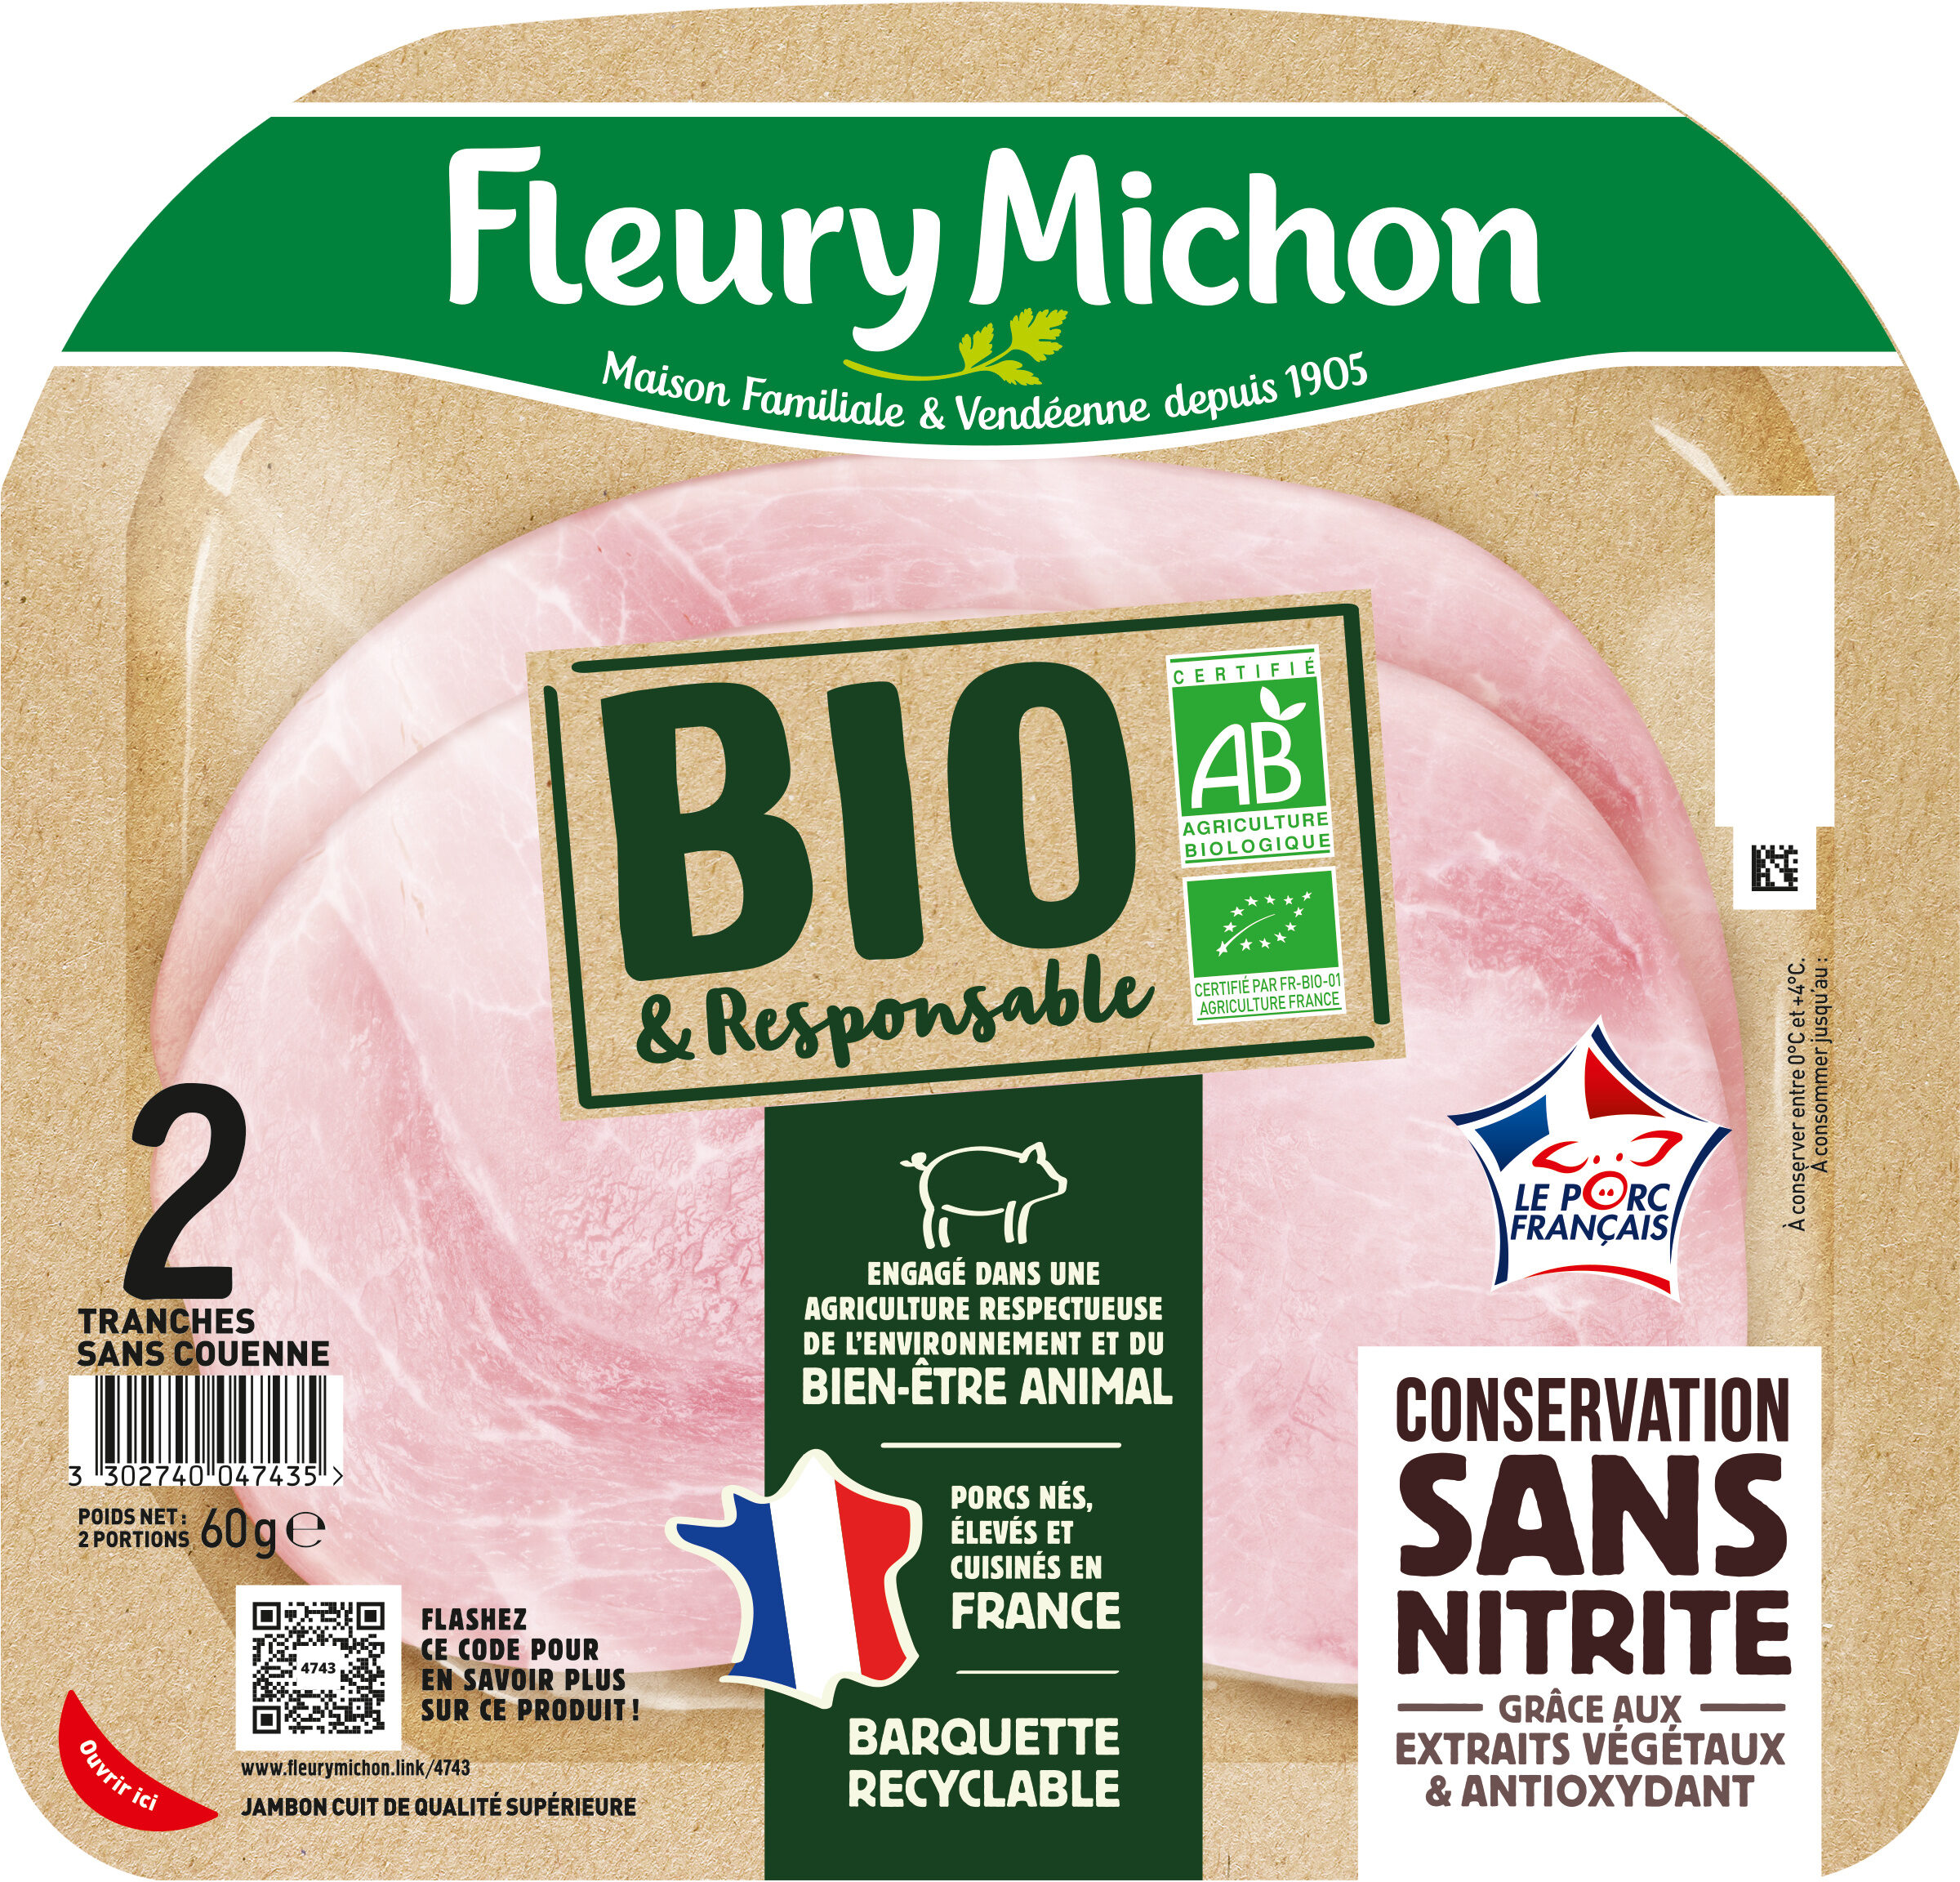 Fleury Michon
Maison Familiale & Vendéenne depuis 1905
BIO
& Responsable
CERTIFIÉ
AB
AGRICULTURE
BIOLOGIQUE
CERTIFIÉ PAR FR-BIO-01
AGRICULTURE FRANCE
À conserver entre 0°C et +4°C.
À consommer jusqu'au :
LE PORC
FRANÇAIS
2
TRANCHES
SANS COUENNE
3 302740 047435 >
POIDS NET :
2 PORTIONS
60 g e
ENGAGÉ DANS UNE
AGRICULTURE RESPECTUEUSE
DE L'ENVIRONNEMENT ET DU
BIEN-ÊTRE ANIMAL
PORCS NÉS,
ÉLEVÉS ET
CUISINÉS EN
FRANCE
BARQUETTE
RECYCLABLE
CONSERVATION
SANS
NITRITE
GRÂCE AUX
EXTRAITS VÉGÉTAUX
& ANTIOXYDANT
4743
FLASHEZ
CE CODE POUR
EN SAVOIR PLUS
SUR CE PRODUIT !
www.fleurymichon.link/4743
JAMBON CUIT DE QUALITÉ SUPÉRIEURE
Ouvrir ici